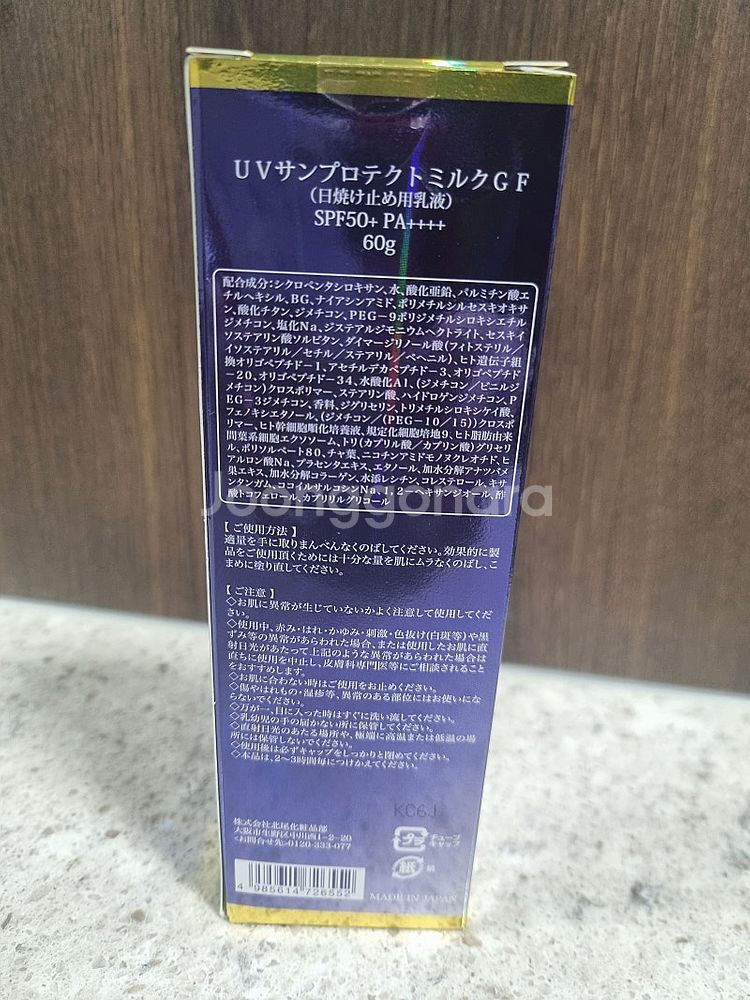 UVサンプロテクトミルクGF
(日焼け止め用乳液)
SPF50+ PA++++
60g
配合成分:シクロペンタシロキサン、水、酸化亜鉛、パルミチン酸エ
チルヘキシル、BG、ナイアシンアミド、ポリメチルシルセスキオキサ
ン、酸化チタン、ジメチコン、PEG-9ポリジメチルシロキシエチル
ジメチコン、塩化Na、ジステアルジモニウムヘクトライト、セスキイ
ソステアリン酸ソルビタン、ダイマージリノール酸(フィトステリル/
イソステアリル/セチル/ステアリル/ベヘニル)、ヒト遺伝子組
換オリゴペプチド-1、アセチルデカペプチド-3、オリゴペプチド
-20、オリゴペプチド-34、水酸化Al、(ジメチコン/ビニルジ
メチコン)クロスポリマー、ステアリン酸、ハイドロゲンジメチコン、P
EG-3ジメチコン、香料、ジグリセリン、トリメチルシロキシケイ酸、
フェノキシエタノール、(ジメチコン/(PEG-10/15))クロスポ
リマー、ヒト幹細胞順化培養液、規定化細胞培地9、ヒト脂肪由来
間葉系細胞エクソソーム、トリ(カプリル酸/カプリン酸)グリセリ
ル、ポリソルベート80、チャ葉、ニコチンアミドモノヌクレオチド、ヒ
アルロン酸Na、プラセンタエキス、エタノール、加水分解アナツバメ
巣エキス、加水分解コラーゲン、水添レシチン、コレステロール、キサ
ンタンガム、ココイルサルコシンNa、1,2-ヘキサンジオール、酢
酸トコフェロール、カプリリルグリコール
Joonggonara
【ご使用方法】
適量を手に取りまんべんなくのばしてください。効果的に製
品をご使用頂くためには十分な量を肌にムラなくのばし、こ
まめに塗り直してください。
【ご注意】
◇お肌に異常が生じていないかよく注意して使用してくだ
さい。
◇使用中、赤み・はれ・かゆみ・刺激・色抜け(白斑等)や黒
ずみ等の異常があらわれた場合、または使用したお肌に直
射日光があたって上記のような異常があらわれた場合は
直ちに使用を中止し、皮膚科専門医等にご相談されること
をおすすめします。
◇お肌に合わない時はご使用をお止めください。
◇傷やはれもの・湿疹等、異常のある部位にはお使いにな
らないでください。
◇万が一、目に入った時はすぐに洗い流してください。
◇乳幼児の手の届かない所に保管してください。
◇直射日光のあたる場所や、極端に高温または低温の場
所には保管しないでください。
◇使用後は必ずキャップをしっかりと閉めてください。
◇本品は、2~3時間毎につけかえてください。
KC6J
株式会社北尾化粧品部
大阪市生野区中川西1-2-20
<お問合せ先>0120-333-077
プラ
チューブ
キャップ
紙
箱
4 985614 726552
MADE IN JAPAN